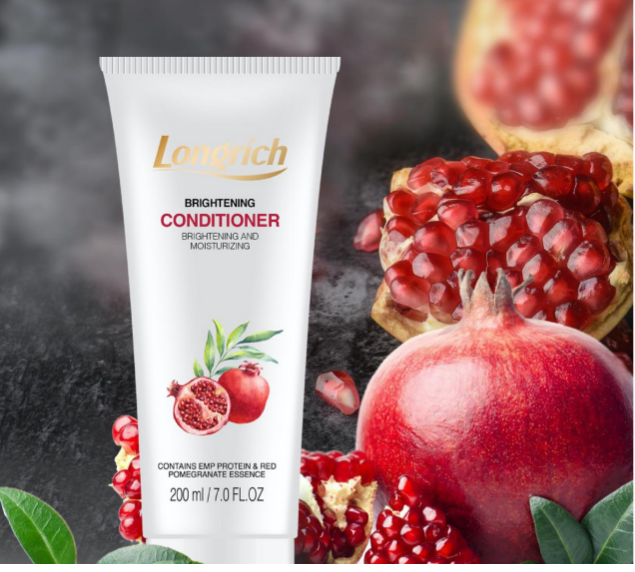 Longrich
BRIGHTENING
CONDITIONER
BRIGHTENING AND
MOISTURIZING
CONTAINS EMP PROTEIN & RED
POMEGRANATE ESSENCE
200 ml / 7.0 FL.OZ